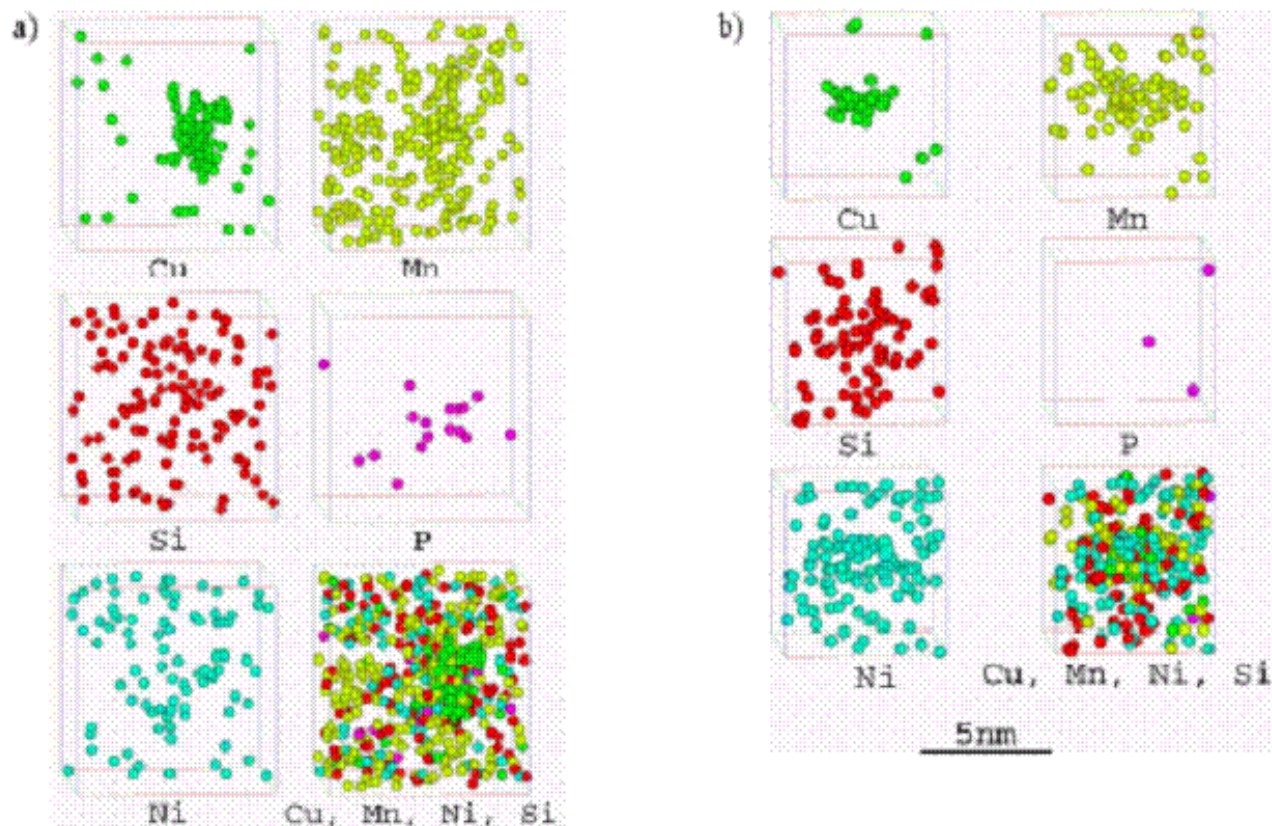 a)
Cu Mn
Si P
Ni Cu, Mn, Ni, Si
b)
Cu Mn
Si P
Ni Cu, Mn, Ni, Si
5nm